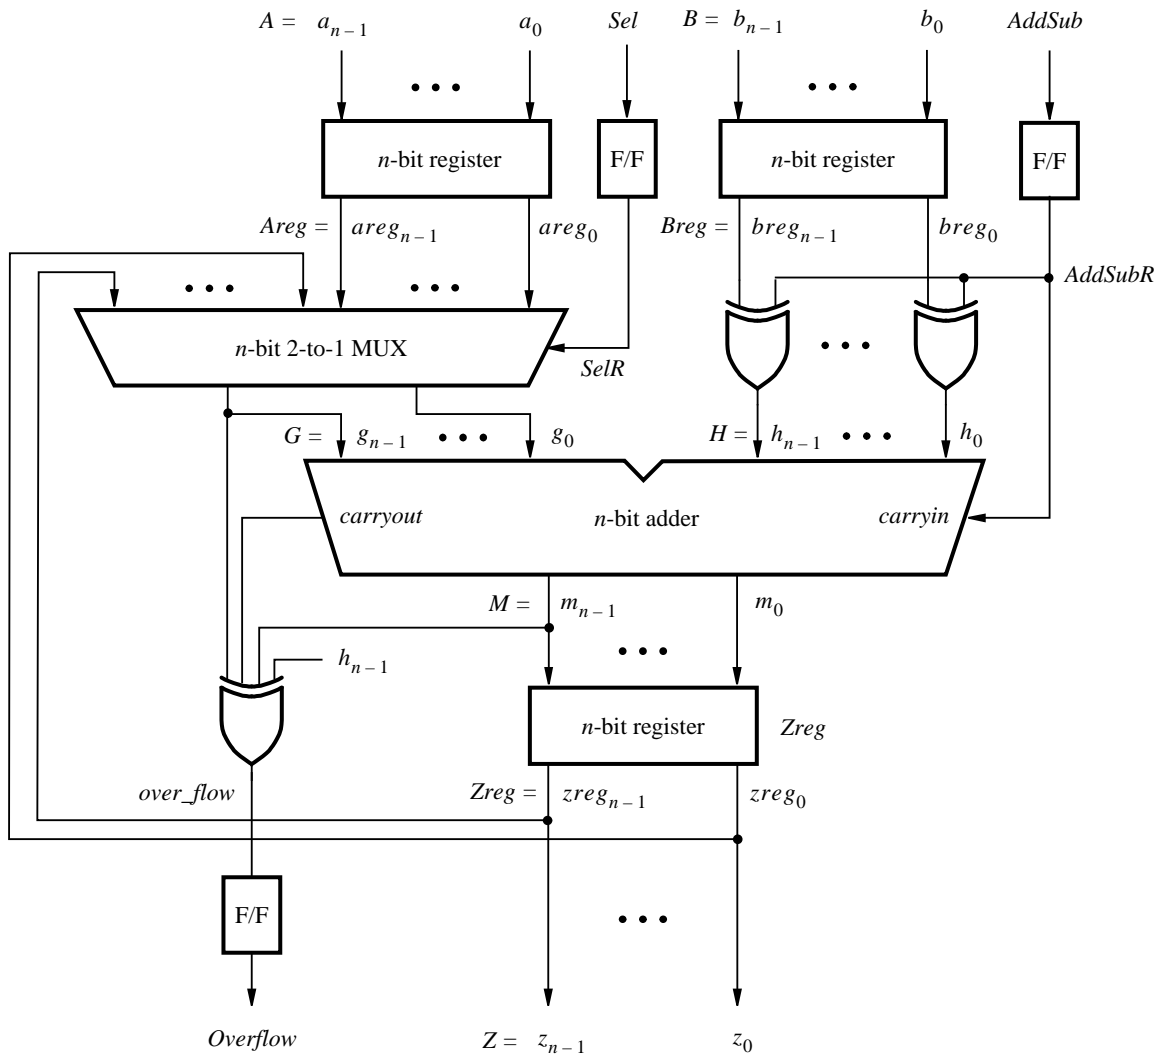 A = a_{n – 1} a_0 Sel B = b_{n – 1} b_0 AddSub
n-bit register F/F n-bit register F/F
Areg = areg_{n – 1} areg_0 Breg = breg_{n – 1} breg_0
AddSubR
n-bit 2-to-1 MUX
SelR
G = g_{n – 1} g_0 H = h_{n – 1} h_0
carryout n-bit adder carryin
M = m_{n – 1} m_0
h_{n – 1}
n-bit register Zreg
over_flow Zreg = zreg_{n – 1} zreg_0
F/F
Overflow Z = z_{n – 1} z_0